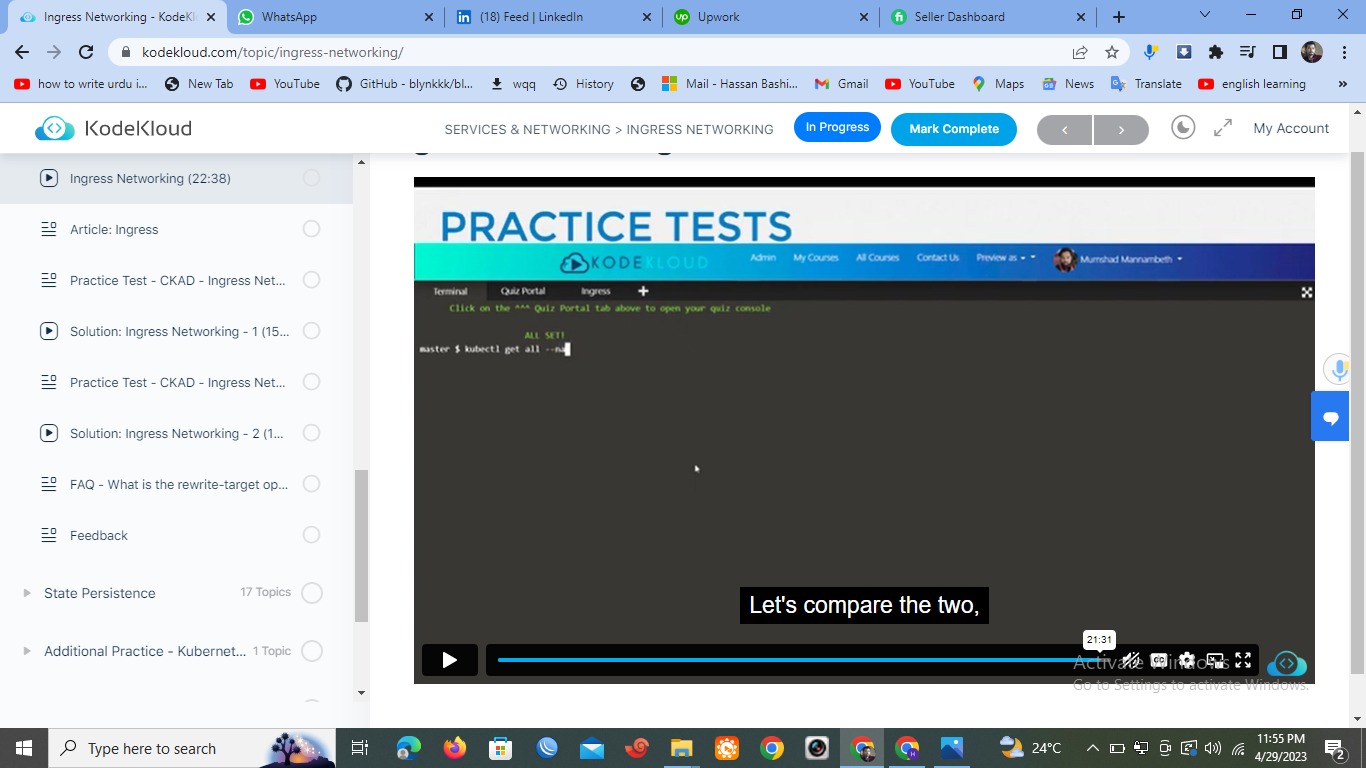 Ingress Networking - KodeKl
WhatsApp
(18) Feed | LinkedIn
Upwork
Seller Dashboard
kodekloud.com/topic/ingress-networking/
how to write urdu i...
New Tab
YouTube
GitHub - blynkkk/bl...
wqq
History
Mail - Hassan Bashi...
Gmail
YouTube
Maps
News
Translate
english learning
KodeKloud
SERVICES & NETWORKING > INGRESS NETWORKING
In Progress
Mark Complete
My Account
Ingress Networking (22:38)
Article: Ingress
Practice Test - CKAD - Ingress Net...
Solution: Ingress Networking - 1 (15...
Practice Test - CKAD - Ingress Net...
Solution: Ingress Networking - 2 (1...
FAQ - What is the rewrite-target op...
Feedback
State Persistence 17 Topics
Additional Practice - Kubernet... 1 Topic
PRACTICE TESTS
KODEKLOUD
Admin My Courses All Courses Contact Us Preview as Mumshad Mannambeth
Terminal Quiz Portal Ingress +
Click on the ^^^ Quiz Portal tab above to open your quiz console
ALL SET!
master $ kubectl get all --na
Let's compare the two,
21:31
CC
Activate Windows
Go to Settings to activate Windows.
Type here to search
24°C
11:55 PM
4/29/2023
2